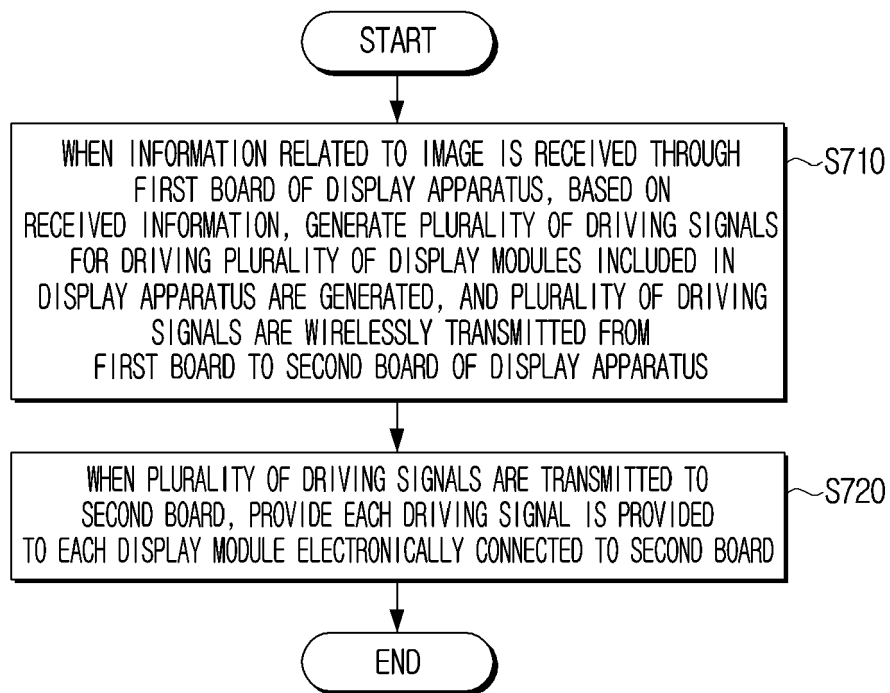 START
WHEN INFORMATION RELATED TO IMAGE IS RECEIVED THROUGH
FIRST BOARD OF DISPLAY APPARATUS, BASED ON
RECEIVED INFORMATION, GENERATE PLURALITY OF DRIVING SIGNALS
FOR DRIVING PLURALITY OF DISPLAY MODULES INCLUDED IN
DISPLAY APPARATUS ARE GENERATED, AND PLURALITY OF DRIVING
SIGNALS ARE WIRELESSLY TRANSMITTED FROM
FIRST BOARD TO SECOND BOARD OF DISPLAY APPARATUS
S710
WHEN PLURALITY OF DRIVING SIGNALS ARE TRANSMITTED TO
SECOND BOARD, PROVIDE EACH DRIVING SIGNAL IS PROVIDED
TO EACH DISPLAY MODULE ELECTRONICALLY CONNECTED TO SECOND BOARD
S720
END